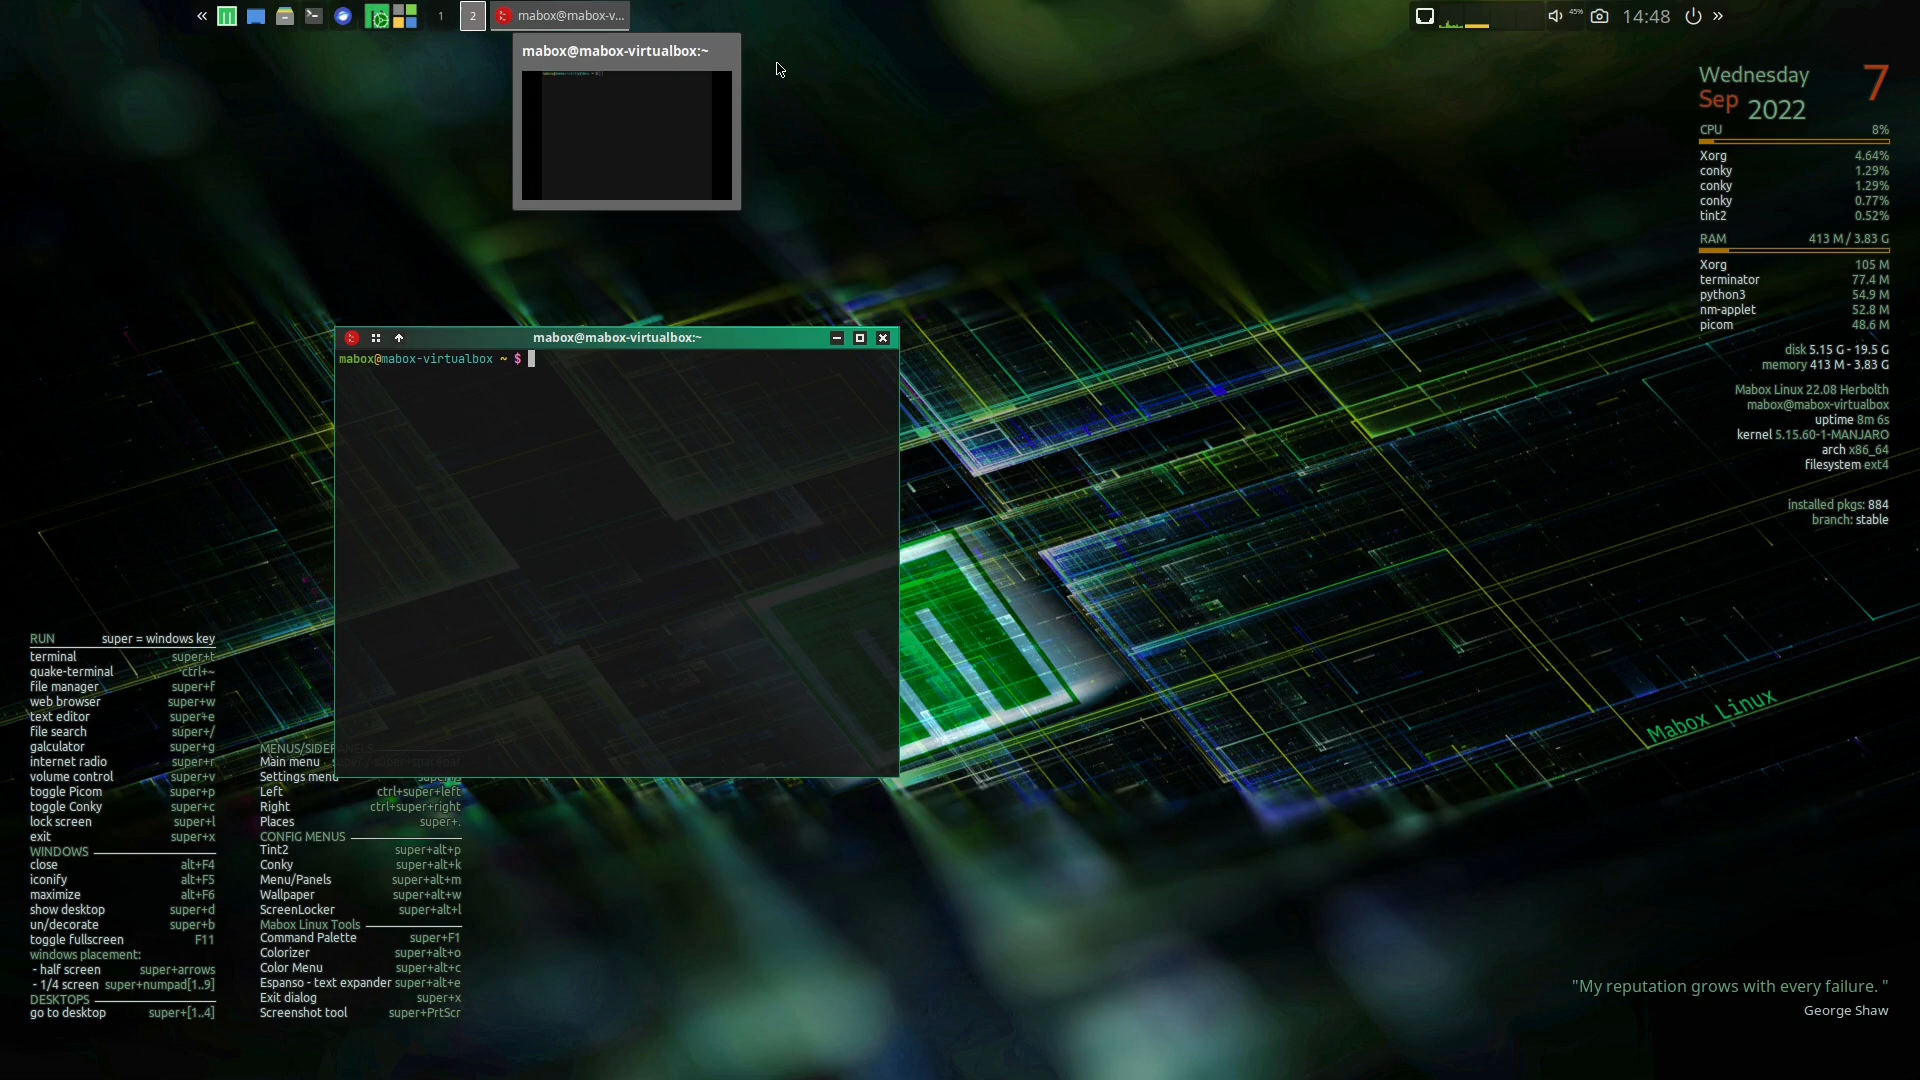 « 1 2 mabox@mabox-v... 45% 14:48 »
mabox@mabox-virtualbox:~
Wednesday 7
Sep 2022
CPU 8%
Xorg 4.64%
conky 1.29%
conky 1.29%
conky 0.77%
tint2 0.52%
RAM 413 M / 3.83 G
Xorg 105 M
terminator 77.4 M
python3 54.9 M
nm-applet 52.8 M
picom 48.6 M
disk 5.15 G - 19.5 G
memory 413 M - 3.83 G
Mabox Linux 22.08 Herbolth
mabox@mabox-virtualbox
uptime 8m 6s
kernel 5.15.60-1-MANJARO
arch x86_64
filesystem ext4
installed pkgs: 884
branch: stable
mabox@mabox-virtualbox:~
mabox@mabox-virtualbox ~ $
RUN super = windows key
terminal super+t
quake-terminal ctrl+~
file manager super+f
web browser super+w
text editor super+e
file search super+/
galculator super+g
internet radio super+r
volume control super+v
toggle Picom super+p
toggle Conky super+c
lock screen super+l
exit super+x
WINDOWS
close alt+F4
iconify alt+F5
maximize alt+F6
show desktop super+d
un/decorate super+b
toggle fullscreen F11
windows placement:
- half screen super+arrows
- 1/4 screen super+numpad[1..9]
DESKTOPS
go to desktop super+[1..4]
MENUS/SIDEPANELS
Main menu
Settings menu
Left ctrl+super+left
Right ctrl+super+right
Places super+.
CONFIG MENUS
Tint2 super+alt+p
Conky super+alt+k
Menu/Panels super+alt+m
Wallpaper super+alt+w
ScreenLocker super+alt+l
Mabox Linux Tools
Command Palette super+F1
Colorizer super+alt+o
Color Menu super+alt+c
Espanso - text expander super+alt+e
Exit dialog super+x
Screenshot tool super+PrtScr
Mabox Linux
"My reputation grows with every failure. "
George Shaw